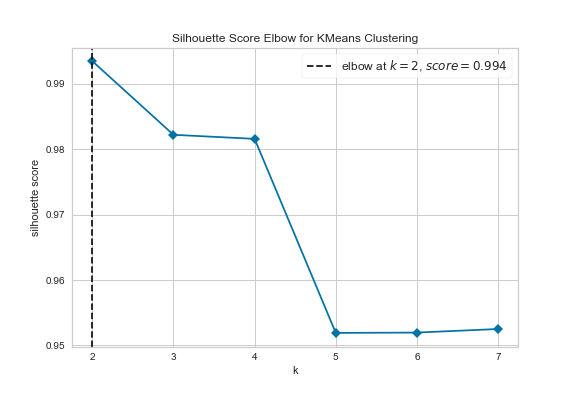 Silhouette Score Elbow for KMeans Clustering
elbow at k = 2, score = 0.994
0.99
0.98
0.97
0.96
0.95
silhouette score
2 3 4 5 6 7
k